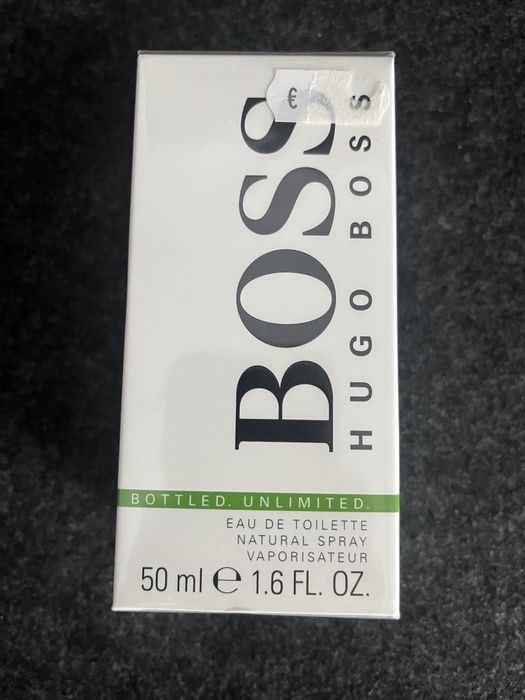 €
BOSS
HUGO BOSS
BOTTLED. UNLIMITED.
EAU DE TOILETTE
NATURAL SPRAY
VAPORISATEUR
50 ml ℮ 1.6 FL. OZ.